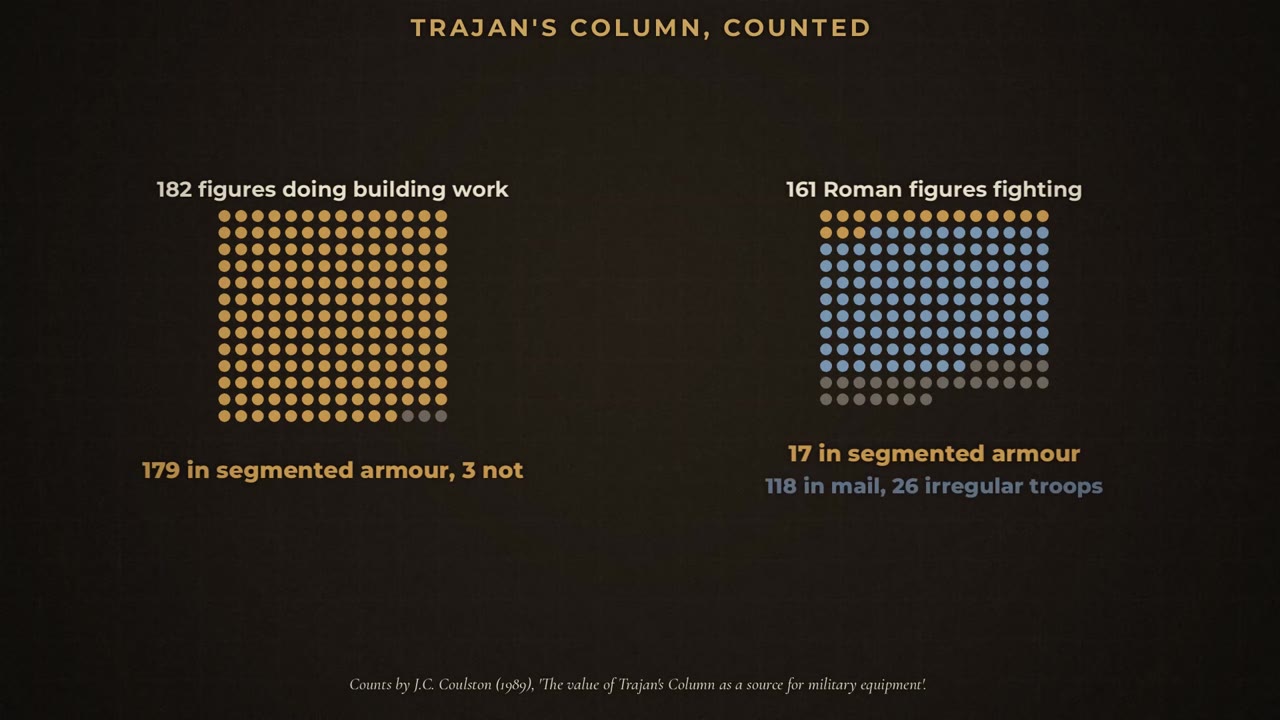 TRAJAN'S COLUMN, COUNTED
182 figures doing building work
179 in segmented armour, 3 not
161 Roman figures fighting
17 in segmented armour
118 in mail, 26 irregular troops
Counts by J.C. Coulston (1989), 'The value of Trajan's Column as a source for military equipment'.